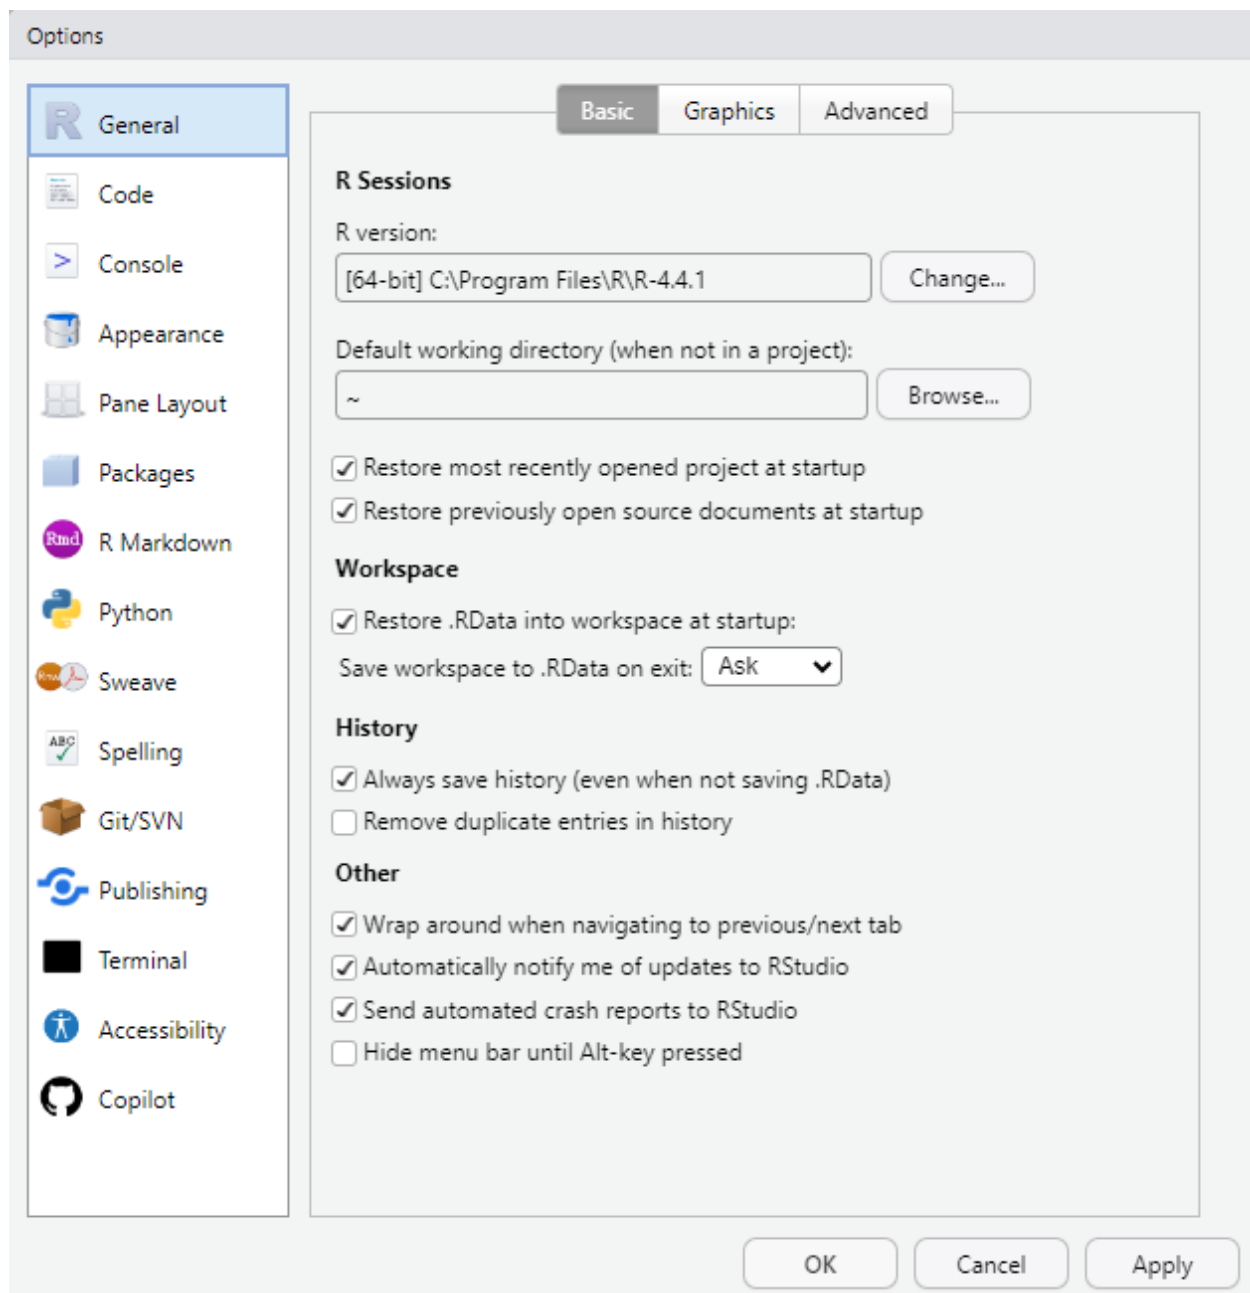 Options
R General
Code
> Console
Appearance
Pane Layout
Packages
Rmd R Markdown
Python
Rnw Sweave
ABC Spelling
Git/SVN
Publishing
Terminal
Accessibility
Copilot
Basic Graphics Advanced
R Sessions
R version:
[64-bit] C:\Program Files\R\R-4.4.1 Change...
Default working directory (when not in a project):
~ Browse...
Restore most recently opened project at startup
Restore previously open source documents at startup
Workspace
Restore .RData into workspace at startup:
Save workspace to .RData on exit: Ask
History
Always save history (even when not saving .RData)
Remove duplicate entries in history
Other
Wrap around when navigating to previous/next tab
Automatically notify me of updates to RStudio
Send automated crash reports to RStudio
Hide menu bar until Alt-key pressed
OK Cancel Apply